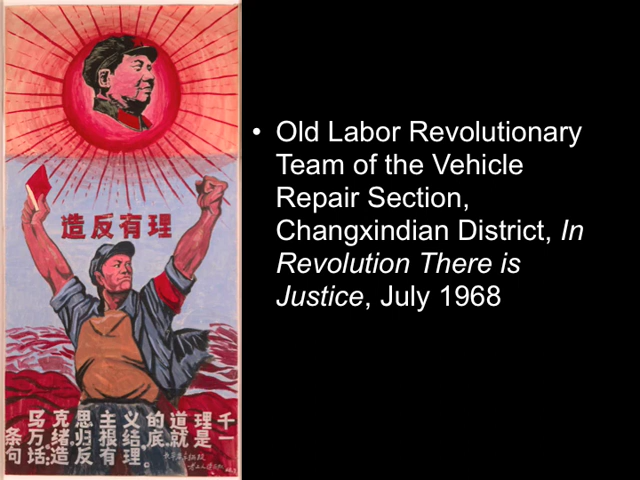 造反有理
马克思主义的道理千
条万绪,归根结底,就是一
句话:造反有理。
• Old Labor Revolutionary
Team of the Vehicle
Repair Section,
Changxindian District, In
Revolution There is
Justice, July 1968